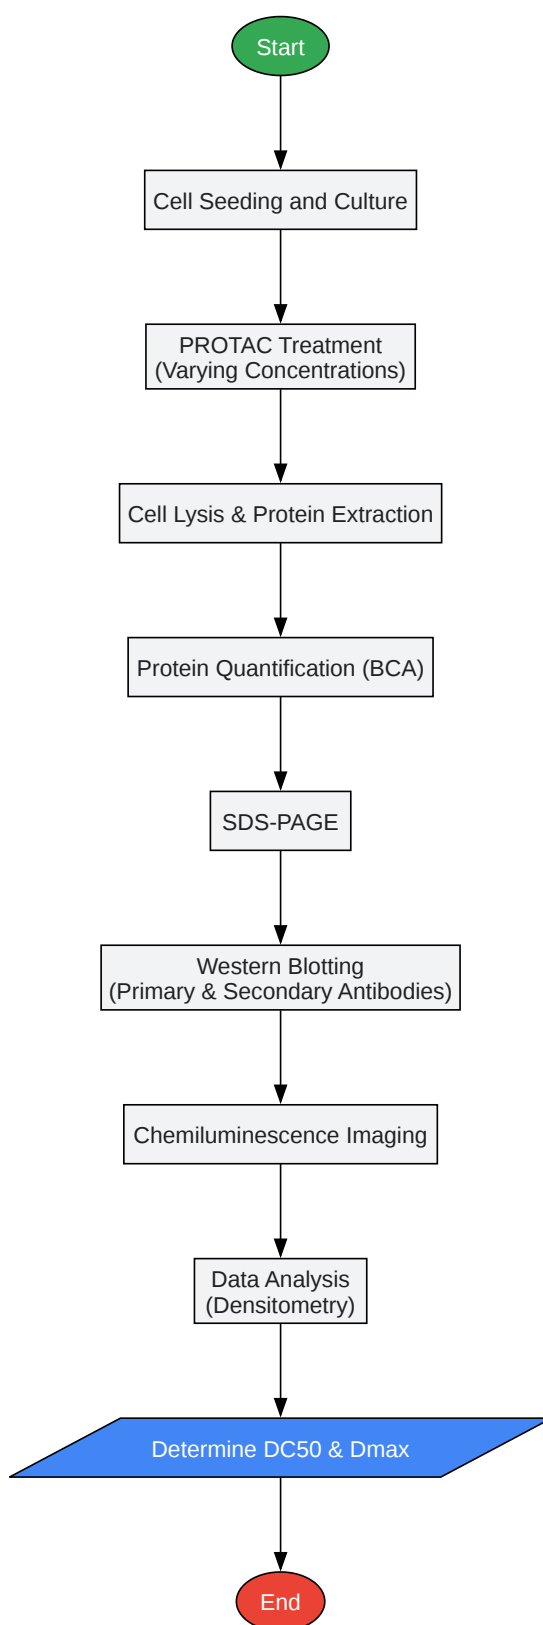 Start
Cell Seeding and Culture
PROTAC Treatment
(Varying Concentrations)
Cell Lysis & Protein Extraction
Protein Quantification (BCA)
SDS-PAGE
Western Blotting
(Primary & Secondary Antibodies)
Chemiluminescence Imaging
Data Analysis
(Densitometry)
Determine DC50 & Dmax
End